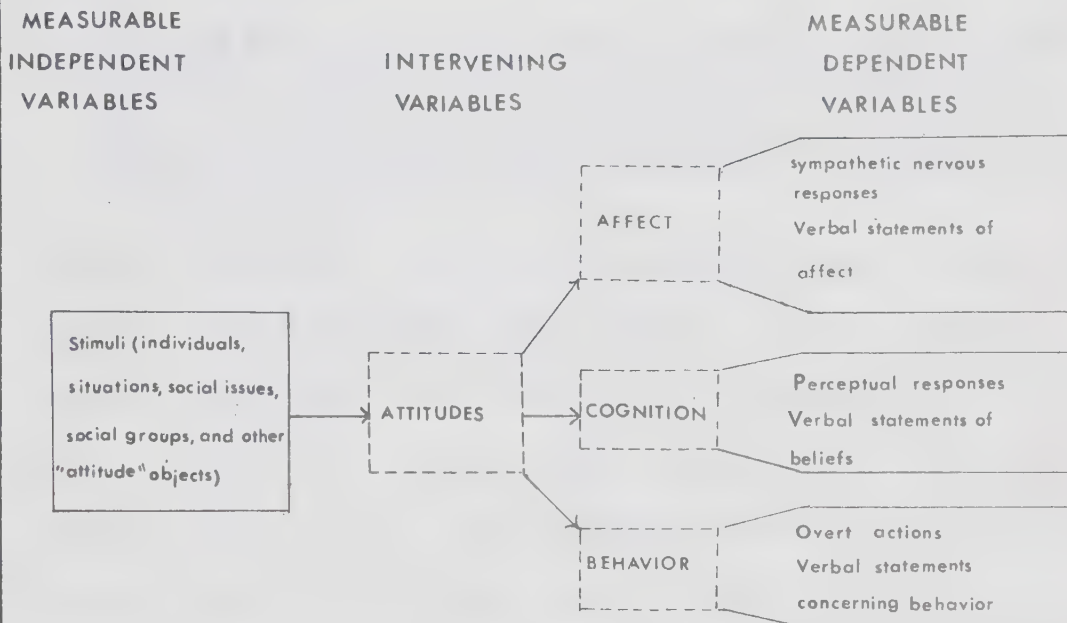 MEASURABLE
INDEPENDENT
VARIABLES
INTERVENING
VARIABLES
MEASURABLE
DEPENDENT
VARIABLES
Stimuli (individuals,
situations, social issues,
social groups, and other
"attitude" objects)
ATTITUDES
AFFECT
sympathetic nervous
responses
Verbal statements of
affect
COGNITION
Perceptual responses
Verbal statements of
beliefs
BEHAVIOR
Overt actions
Verbal statements
concerning behavior